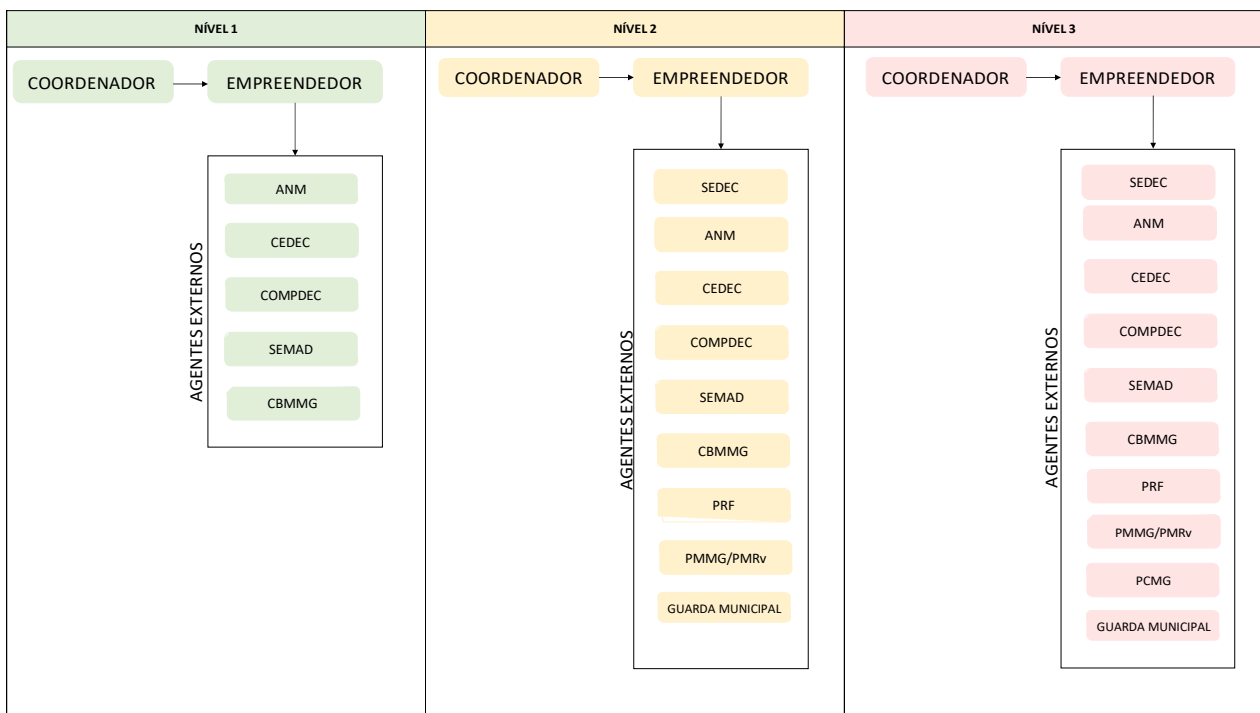 NÍVEL 1
COORDENADOR
EMPREENDEDOR
AGENTES EXTERNOS
ANM
CEDEC
COMPDEC
SEMAD
CBMMG
NÍVEL 2
COORDENADOR
EMPREENDEDOR
AGENTES EXTERNOS
SEDEC
ANM
CEDEC
COMPDEC
SEMAD
CBMMG
PRF
PMMG/PMRv
GUARDA MUNICIPAL
NÍVEL 3
COORDENADOR
EMPREENDEDOR
AGENTES EXTERNOS
SEDEC
ANM
CEDEC
COMPDEC
SEMAD
CBMMG
PRF
PMMG/PMRv
PCMG
GUARDA MUNICIPAL